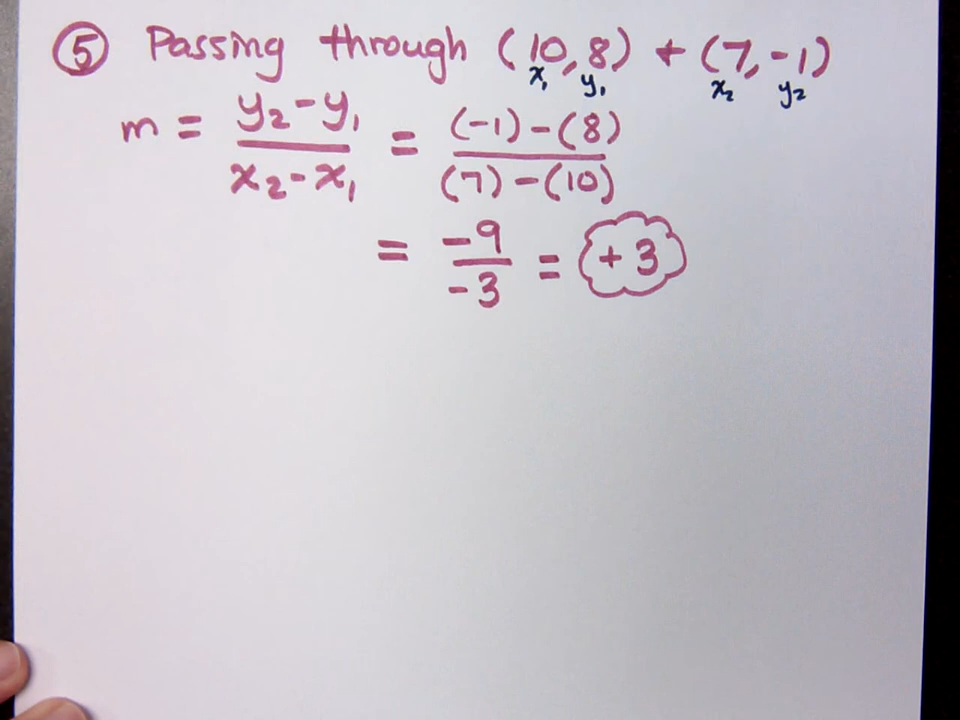 ⑤ Passing through (10, 8) + (7, -1)
x₁ y₁ x₂ y₂
m = y₂ - y₁ / x₂ - x₁ = (-1) - (8) / (7) - (10)
= -9 / -3 = +3